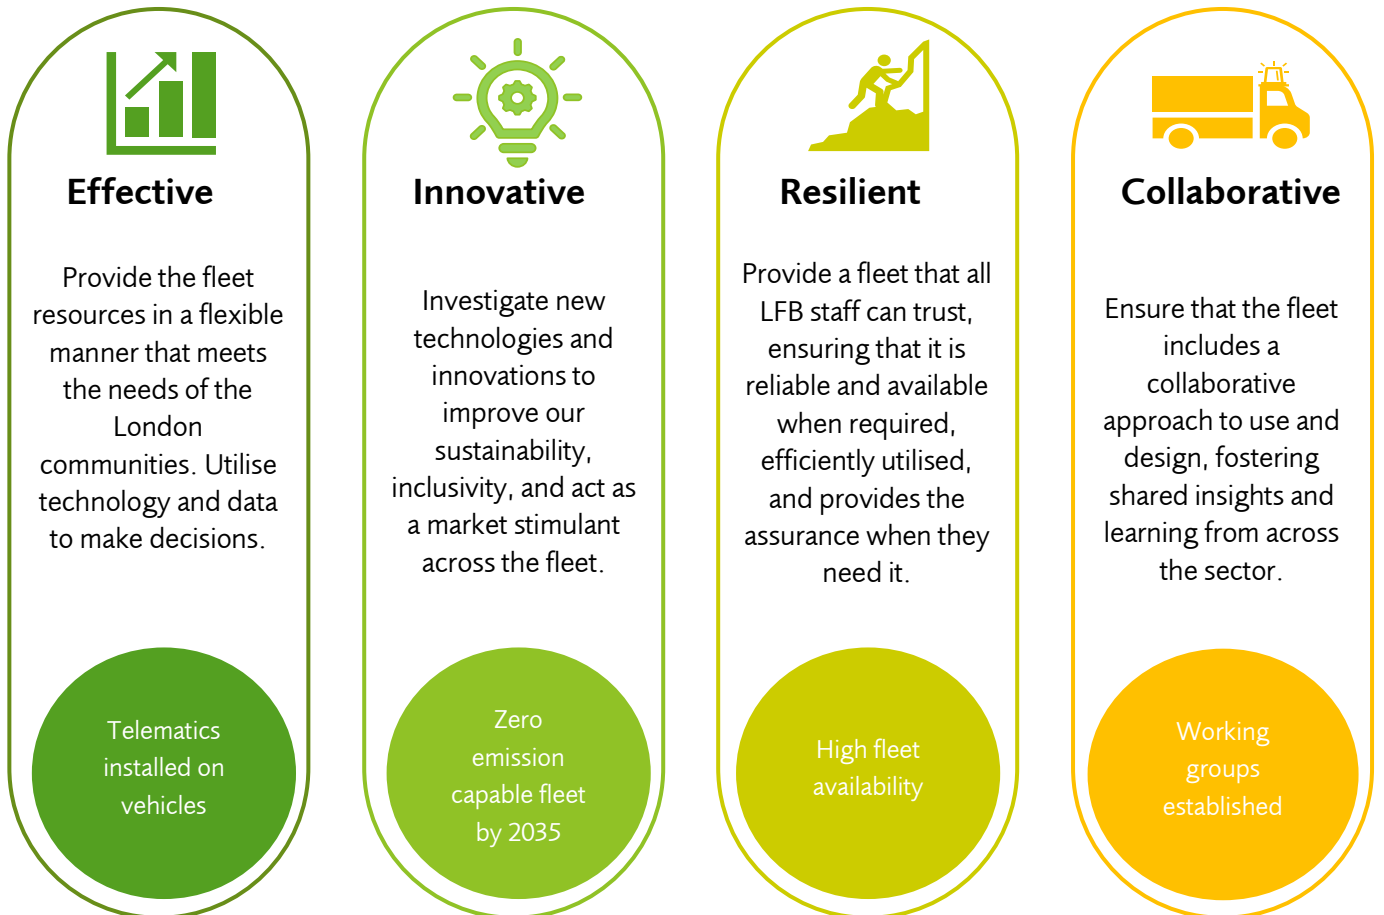 Effective
Provide the fleet
resources in a flexible
manner that meets
the needs of the
London
communities. Utilise
technology and data
to make decisions.
Telematics
installed on
vehicles
Innovative
Investigate new
technologies and
innovations to
improve our
sustainability,
inclusivity, and act as
a market stimulant
across the fleet.
Zero
emission
capable fleet
by 2035
Resilient
Provide a fleet that all
LFB staff can trust,
ensuring that it is
reliable and available
when required,
efficiently utilised,
and provides the
assurance when they
need it.
High fleet
availability
Collaborative
Ensure that the fleet
includes a
collaborative
approach to use and
design, fostering
shared insights and
learning from across
the sector.
Working
groups
established